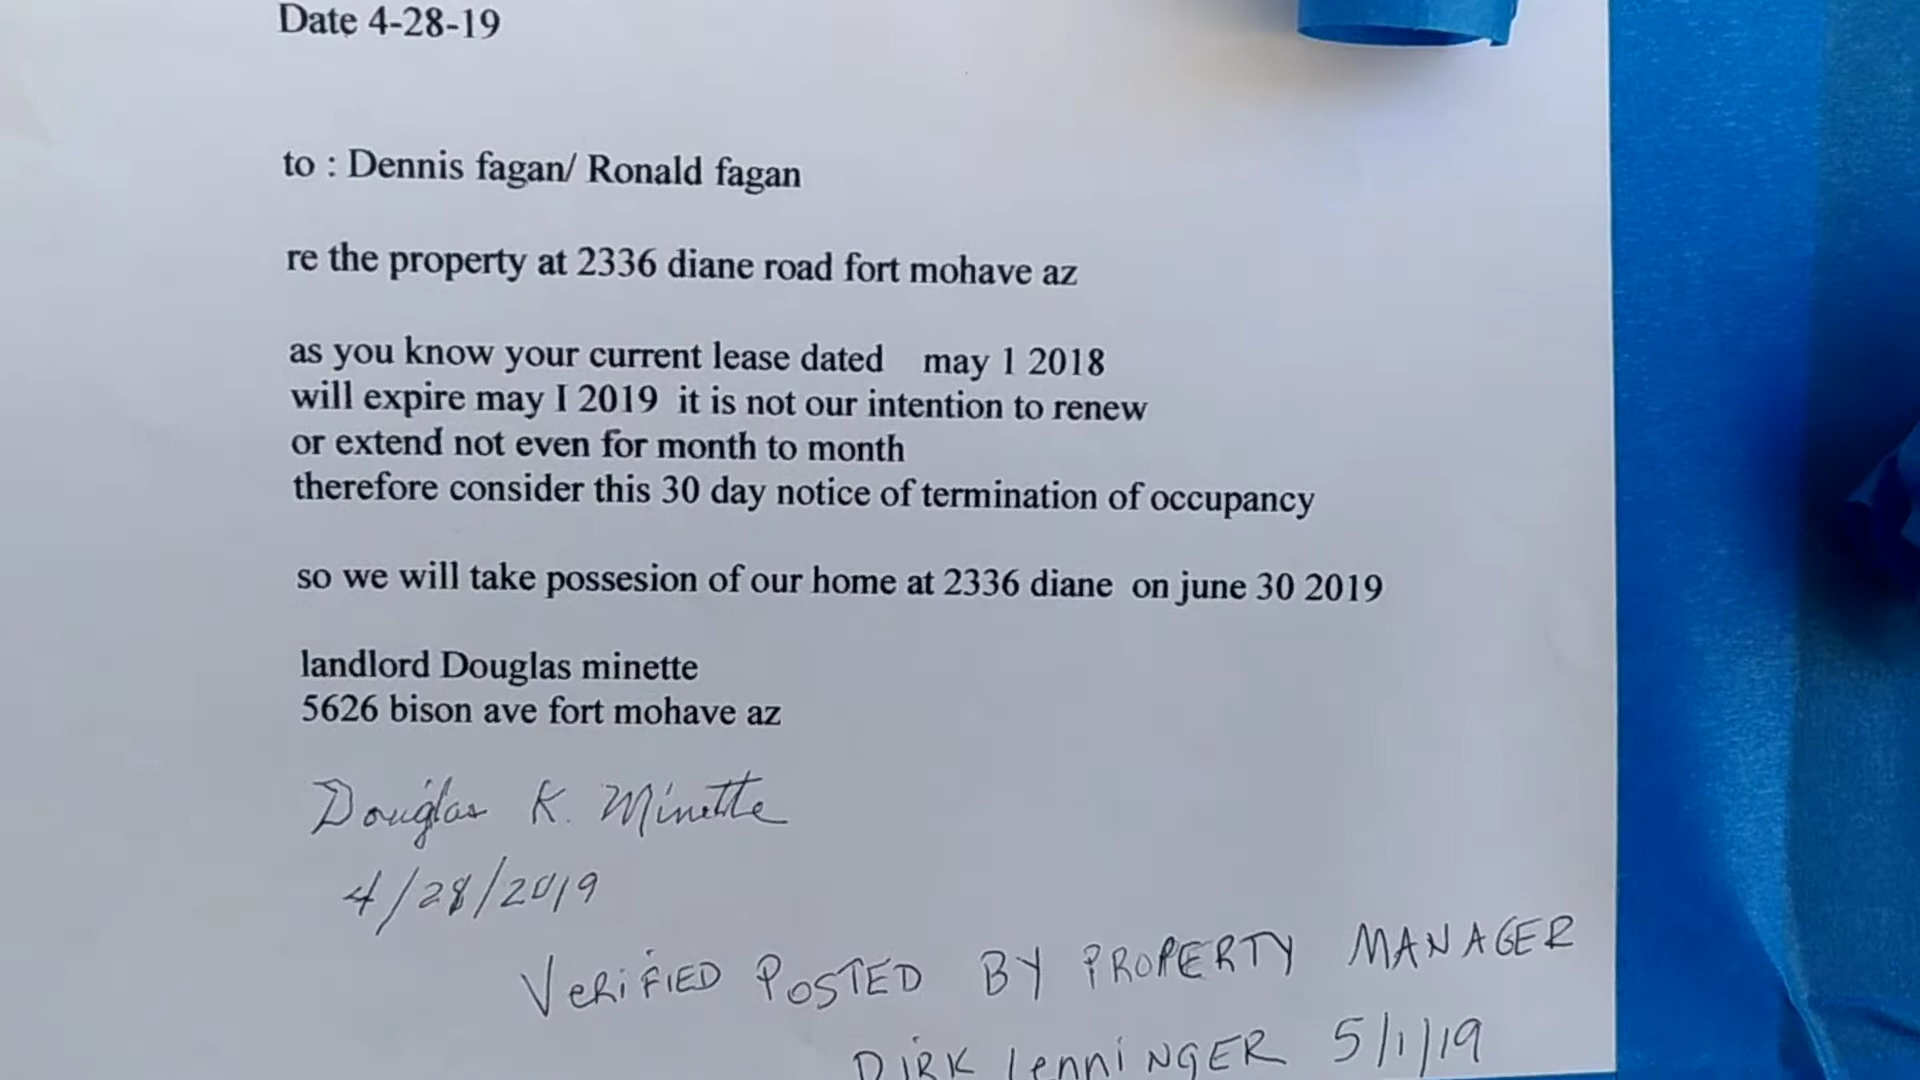 Date 4-28-19
to : Dennis fagan/ Ronald fagan
re the property at 2336 diane road fort mohave az
as you know your current lease dated may 1 2018
will expire may I 2019 it is not our intention to renew
or extend not even for month to month
therefore consider this 30 day notice of termination of occupancy
so we will take possesion of our home at 2336 diane on june 30 2019
landlord Douglas minette
5626 bison ave fort mohave az
Douglas K. Minette
4/28/2019
VERiFIED POSTED BY PROPERTY MANAGER
DIRK LenniNGER 5/1/19